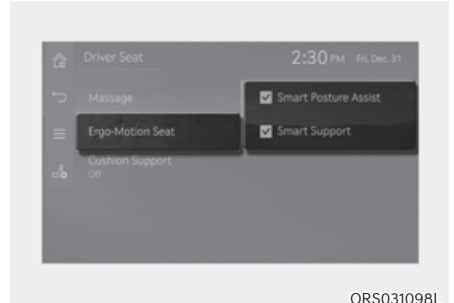 Driver Seat
2:30 PM Fri, Dec. 31
Massage
Smart Posture Assist
Ergo-Motion Seat
Smart Support
Cushion Support
Off
ORS031098L